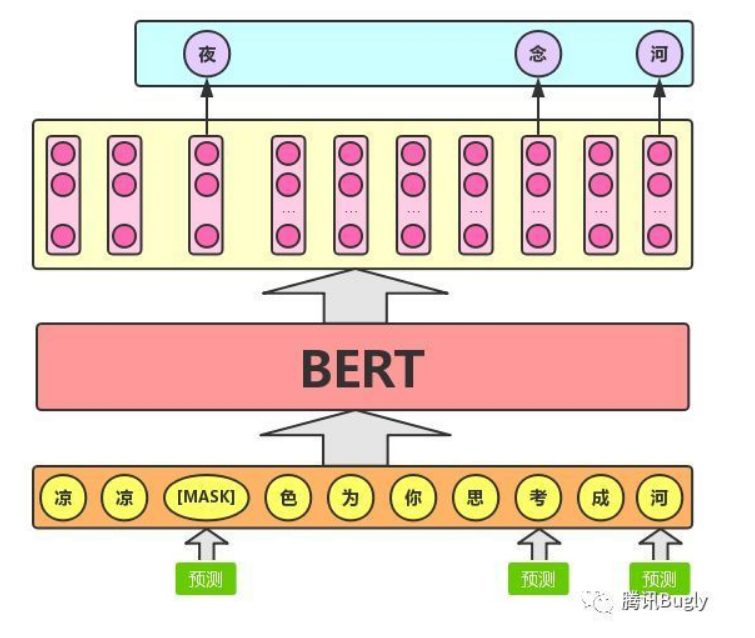 夜 念 河
... ... ... ... ... ... ...
BERT
凉 凉 [MASK] 色 为 你 思 考 成 河
预测 预测 预测
腾讯Bugly